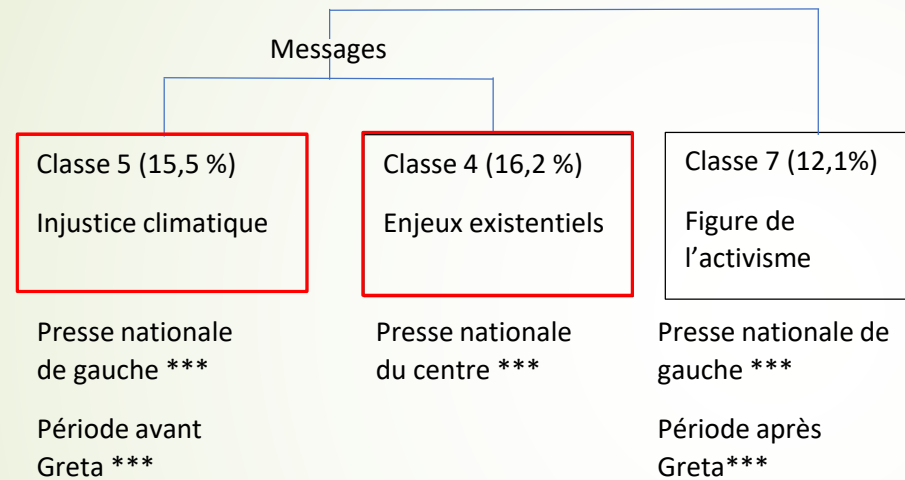 Messages
Classe 5 (15,5 %)
Injustice climatique
Presse nationale
de gauche ***
Période avant
Greta ***
Classe 4 (16,2 %)
Enjeux existentiels
Presse nationale
du centre ***
Classe 7 (12,1%)
Figure de
l’activisme
Presse nationale de
gauche ***
Période après
Greta***